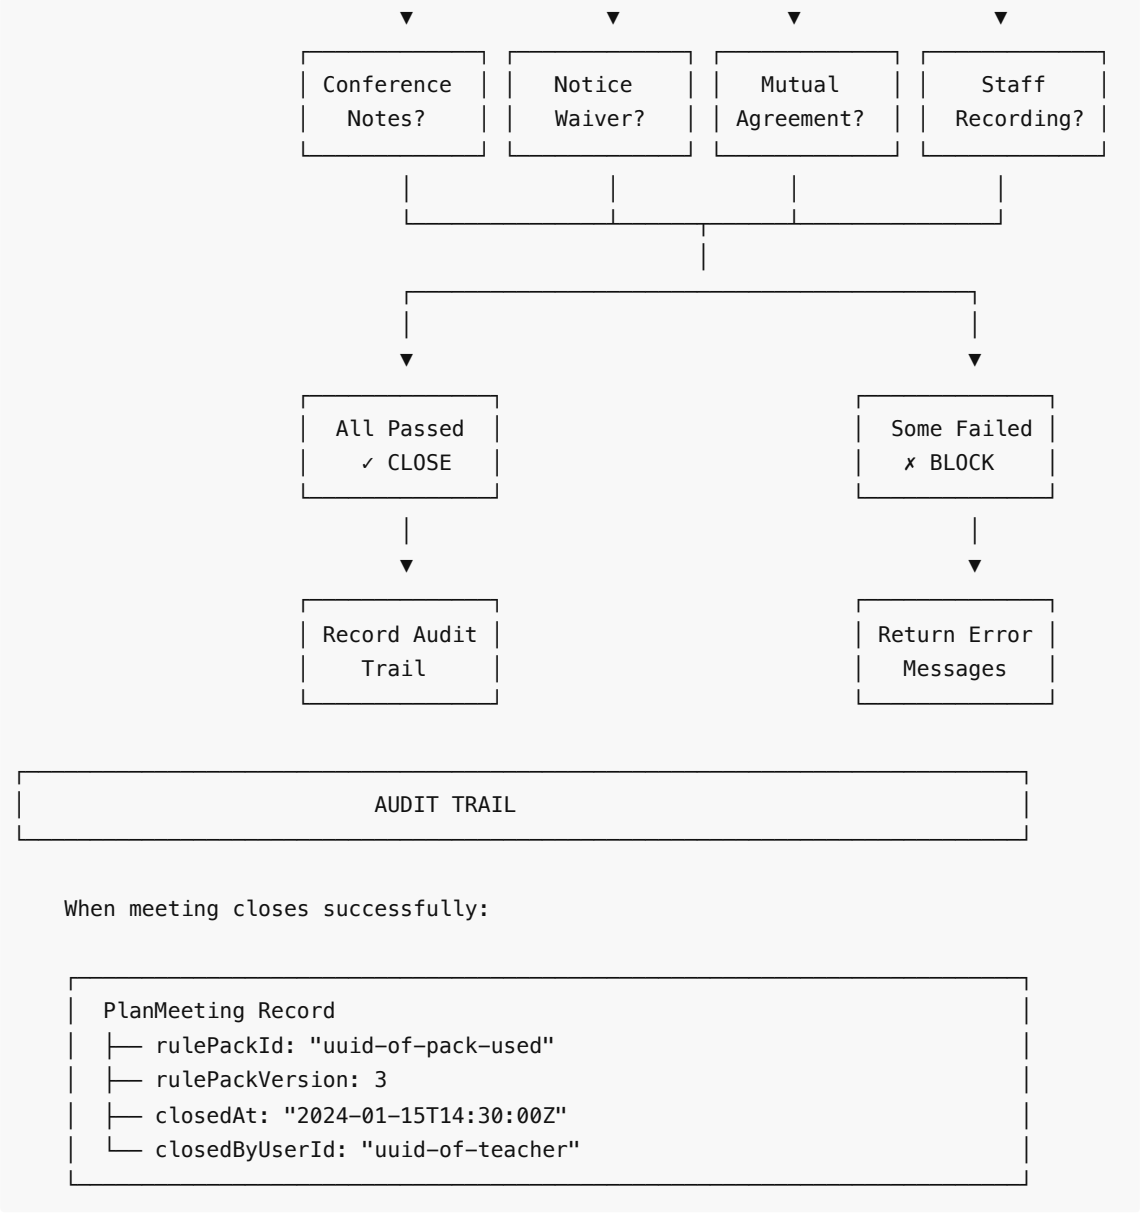 Conference Notice Mutual Staff
Notes? Waiver? Agreement? Recording?
All Passed Some Failed
✓ CLOSE ✗ BLOCK
Record Audit Return Error
Trail Messages
AUDIT TRAIL
When meeting closes successfully:
PlanMeeting Record
├── rulePackId: "uuid-of-pack-used"
├── rulePackVersion: 3
├── closedAt: "2024-01-15T14:30:00Z"
└── closedByUserId: "uuid-of-teacher"